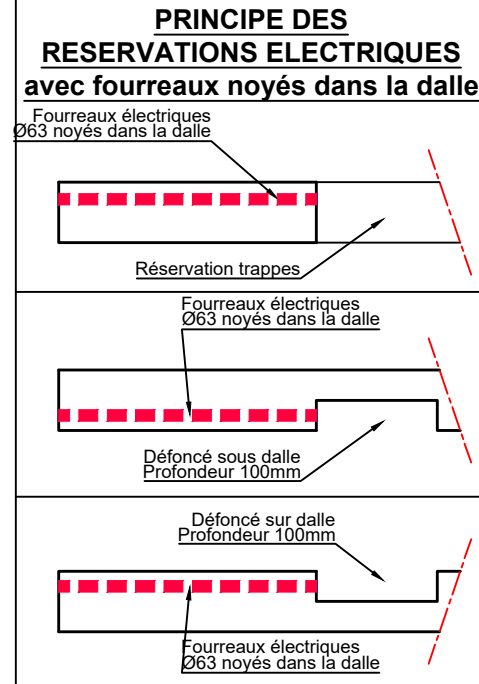 PRINCIPE DES
RESERVATIONS ELECTRIQUES
avec fourreaux noyés dans la dalle
Fourreaux électriques
Ø63 noyés dans la dalle
Réservation trappes
Fourreaux électriques
Ø63 noyés dans la dalle
Défoncé sous dalle
Profondeur 100mm
Défoncé sur dalle
Profondeur 100mm
Fourreaux électriques
Ø63 noyés dans la dalle